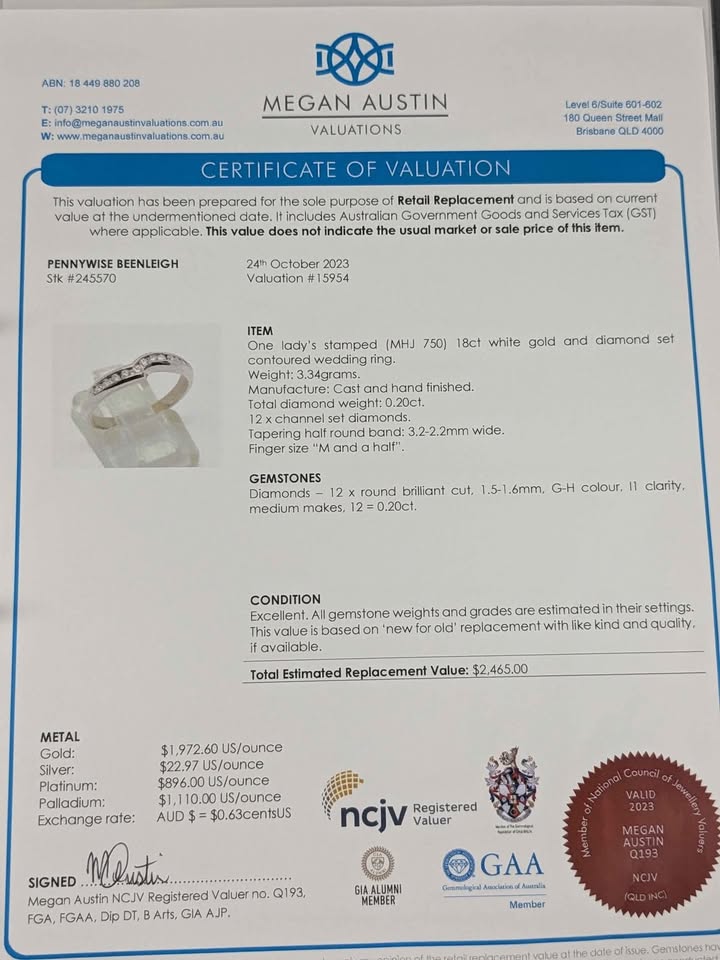 ABN: 18 449 880 208
T: (07) 3210 1975
E: info@meganaustinvaluations.com.au
W: www.meganaustinvaluations.com.au
MEGAN AUSTIN
VALUATIONS
Level 6/Suite 601-602
180 Queen Street Mall
Brisbane QLD 4000
CERTIFICATE OF VALUATION
This valuation has been prepared for the sole purpose of Retail Replacement and is based on current
value at the undermentioned date. It includes Australian Government Goods and Services Tax (GST)
where applicable. This value does not indicate the usual market or sale price of this item.
PENNYWISE BEENLEIGH
Stk #245570
24th October 2023
Valuation #15954
ITEM
One lady's stamped (MHJ 750) 18ct white gold and diamond set
contoured wedding ring.
Weight: 3.34grams.
Manufacture: Cast and hand finished.
Total diamond weight: 0.20ct.
12 x channel set diamonds.
Tapering half round band: 3.2-2.2mm wide.
Finger size "M and a half".
GEMSTONES
Diamonds – 12 x round brilliant cut, 1.5-1.6mm, G-H colour, I1 clarity,
medium makes, 12 = 0.20ct.
CONDITION
Excellent. All gemstone weights and grades are estimated in their settings.
This value is based on 'new for old' replacement with like kind and quality,
if available.
Total Estimated Replacement Value: $2,465.00
METAL
Gold: $1,972.60 US/ounce
Silver: $22.97 US/ounce
Platinum: $896.00 US/ounce
Palladium: $1,110.00 US/ounce
Exchange rate: AUD $ = $0.63centsUS
ncjv Registered
Valuer
GIA ALUMNI
MEMBER
GAA
Gemmological Association of Australia
Member
Member of National Council of Jewellery Valuers
VALID
2023
MEGAN
AUSTIN
Q193
NCJV
(QLD INC)
SIGNED
Megan Austin NCJV Registered Valuer no. Q193,
FGA, FGAA, Dip DT, B Arts, GIA AJP.
opinion of the retail replacement value at the date of issue. Gemstones